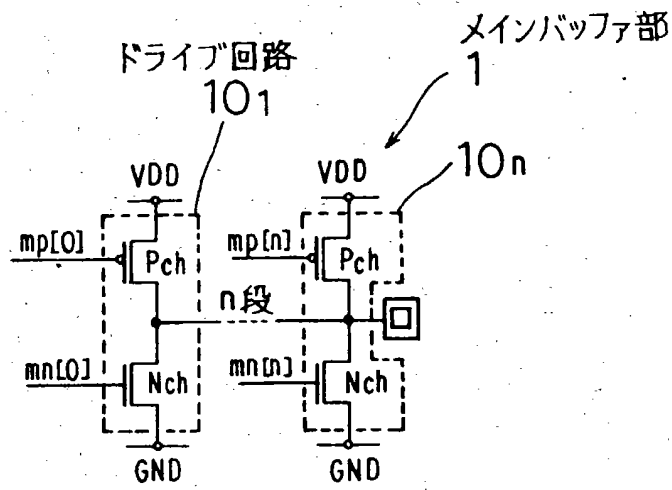 メインバッファ部
1
ドライブ回路
10₁
10n
VDD
VDD
mp[0]
Pch
mp[n]
Pch
n段
mn[0]
Nch
mn[n]
Nch
GND
GND